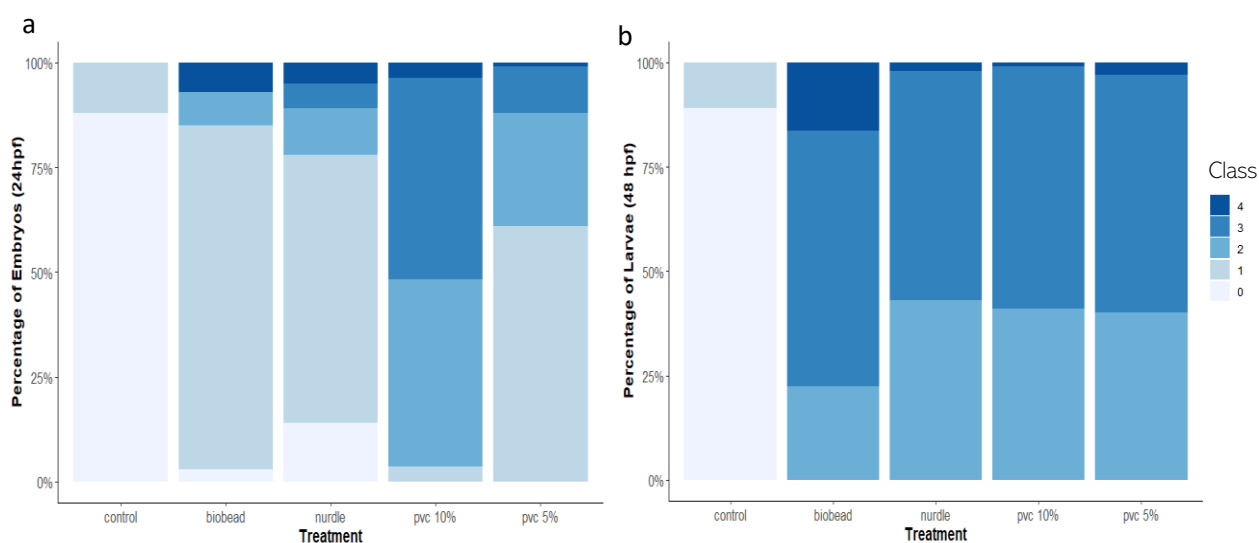 a
100%
75%
50%
25%
0%
Percentage of Embryos (24hpf)
control biobead nurdle pvc 10% pvc 5%
Treatment
b
100%
75%
50%
25%
0%
Percentage of Larvae (48 hpf)
control biobead nurdle pvc 10% pvc 5%
Treatment
Class
4
3
2
1
0